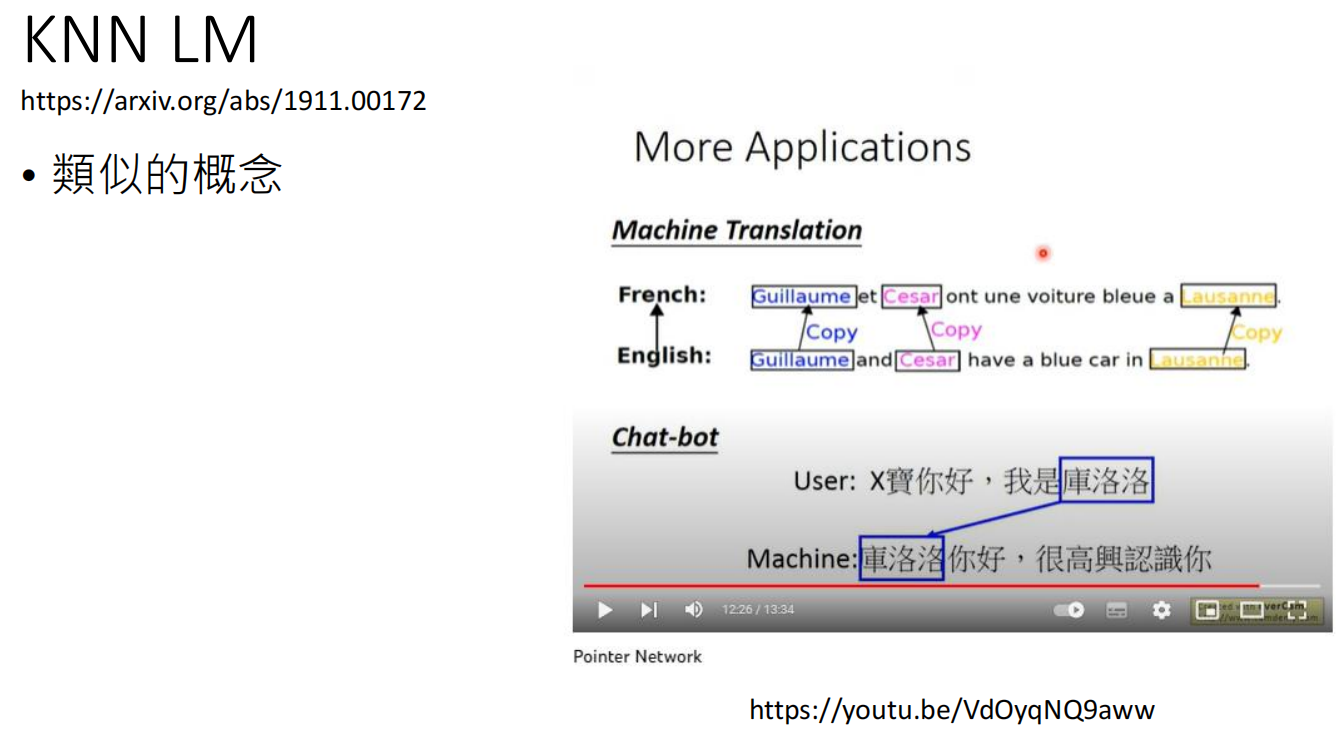 KNN LM
https://arxiv.org/abs/1911.00172
• 類似的概念
More Applications
Machine Translation
French: Guillaume et Cesar ont une voiture bleue a Lausanne.
Copy Copy Copy
English: Guillaume and Cesar have a blue car in Lausanne.
Chat-bot
User: X寶你好，我是庫洛洛
Machine:庫洛洛你好，很高興認識你
12:26 / 13:34
Pointer Network
https://youtu.be/VdOyqNQ9aww